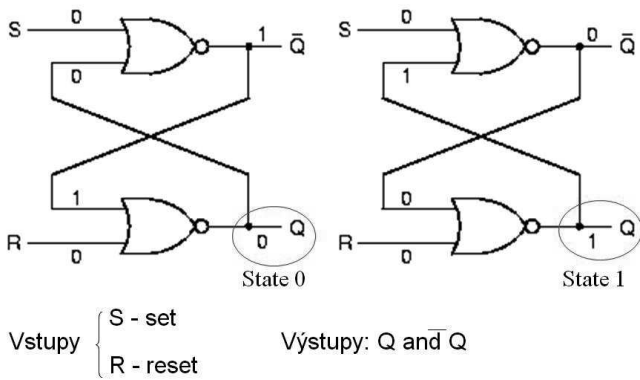 S 0 1 Q̅ S 0 0 Q̅
0 1
1 0
R 0 0 Q R 0 1 Q
State 0 State 1
Vstupy { S - set Výstupy: Q and̅ Q
R - reset